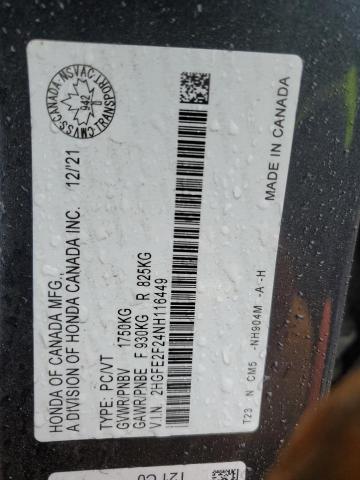 HONDA OF CANADA MFG.,
A DIVISION OF HONDA CANADA INC. 12/'21
TYPE: PC/VT
GVWR/PNBV 1750KG
GAWR/PNBE F 930KG R 825KG
V.I.N. 2HGFE2F24NH116449
T23 N CM5 -NH904M -A -H
MADE IN CANADA
CANADA-NSVAC-TRANSPORT-CMVSS
942